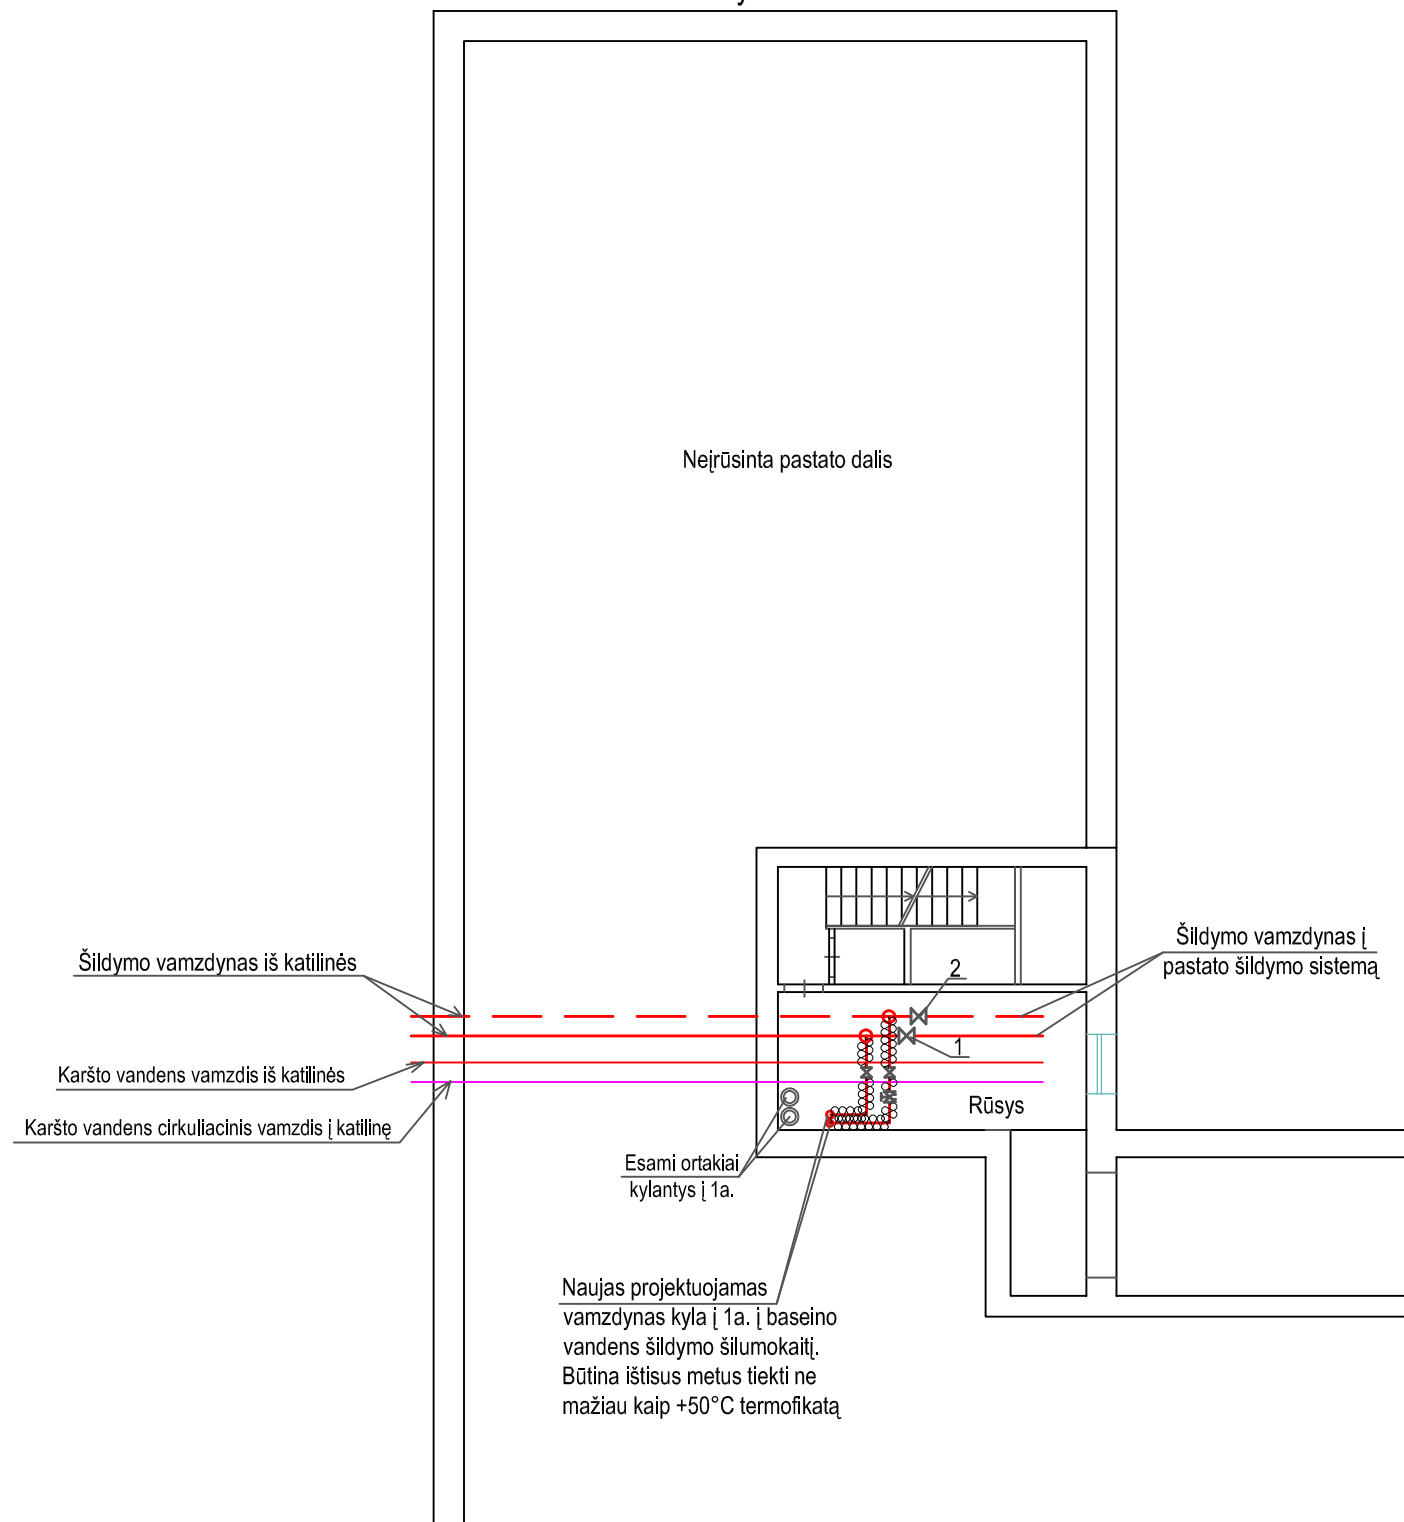 Neįrūsinta pastato dalis
Šildymo vamzdynas į
pastato šildymo sistemą
Šildymo vamzdynas iš katilinės
2
1
Karšto vandens vamzdis iš katilinės
Rūsys
Karšto vandens cirkuliacinis vamzdis į katilinę
Esami ortakiai
kylantys į 1a.
Naujas projektuojamas
vamzdynas kyla į 1a. į baseino
vandens šildymo šilumokaitį.
Būtina ištisus metus tiekti ne
mažiau kaip +50°C termofikatą